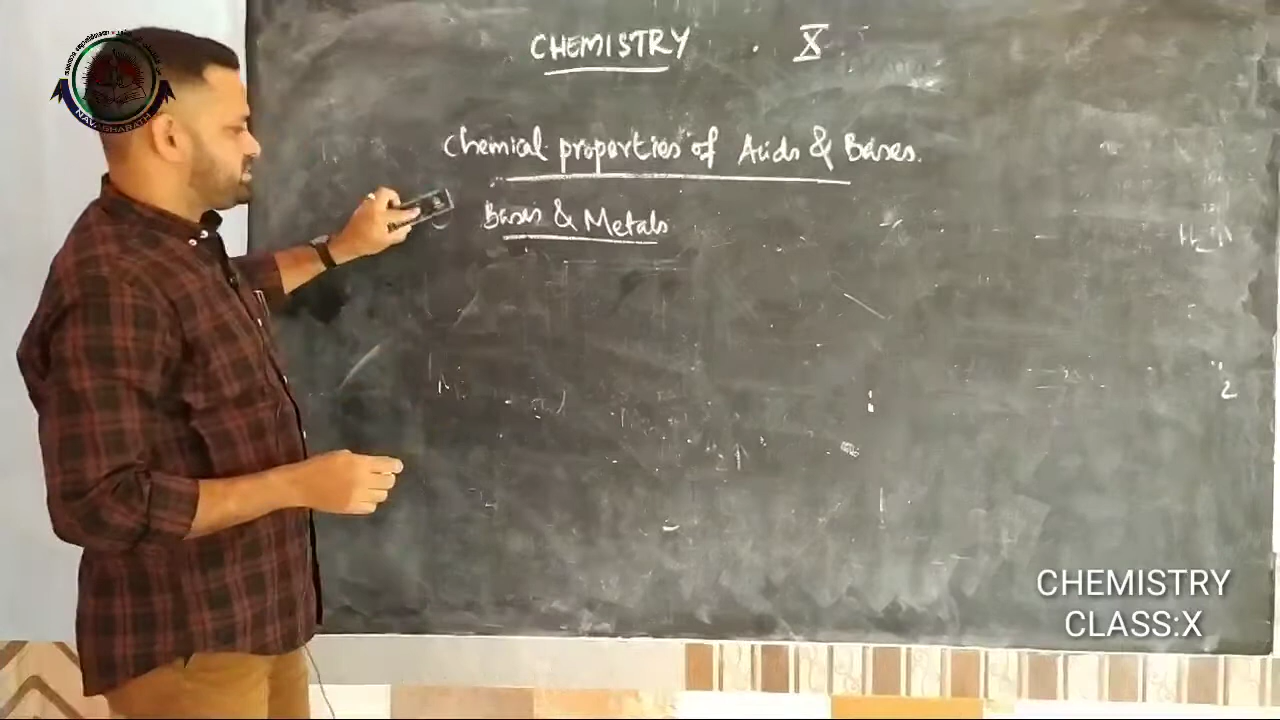 NAVABHARATH
CHEMISTRY . X
Chemical properties of Acids & Bases.
Bases & Metals
CHEMISTRY
CLASS:X